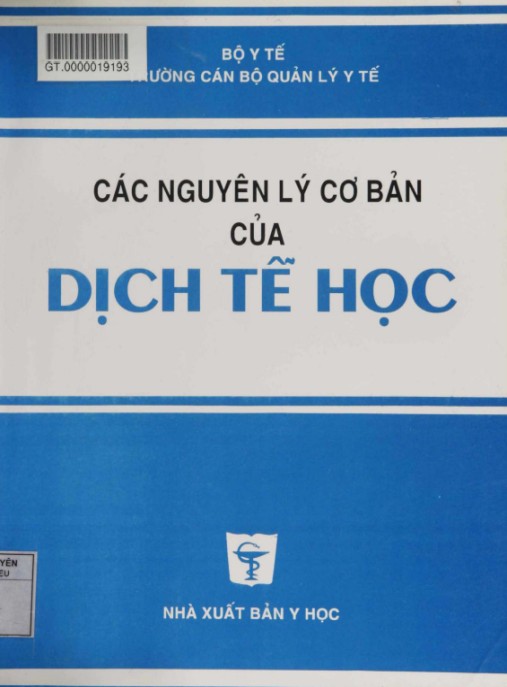 GT.0000019193
BỘ Y TẾ
TRƯỜNG CÁN BỘ QUẢN LÝ Y TẾ
CÁC NGUYÊN LÝ CƠ BẢN
CỦA
DỊCH TỄ HỌC
YÊN
NHÀ XUẤT BẢN Y HỌC